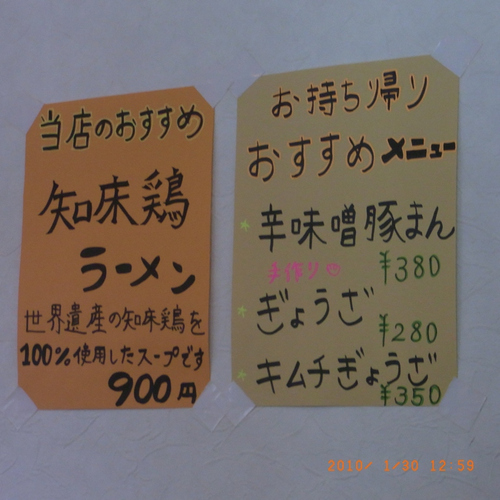 当店のおすすめ
知床鶏
ラーメン
世界遺産の知床鶏を
100%使用したスープです
900円
お持ち帰り
おすすめメニュー
辛味噌豚まん
手作り♡
¥380
ぎょうざ
¥280
キムチぎょうざ
¥350
2010/ 1/30 12:59